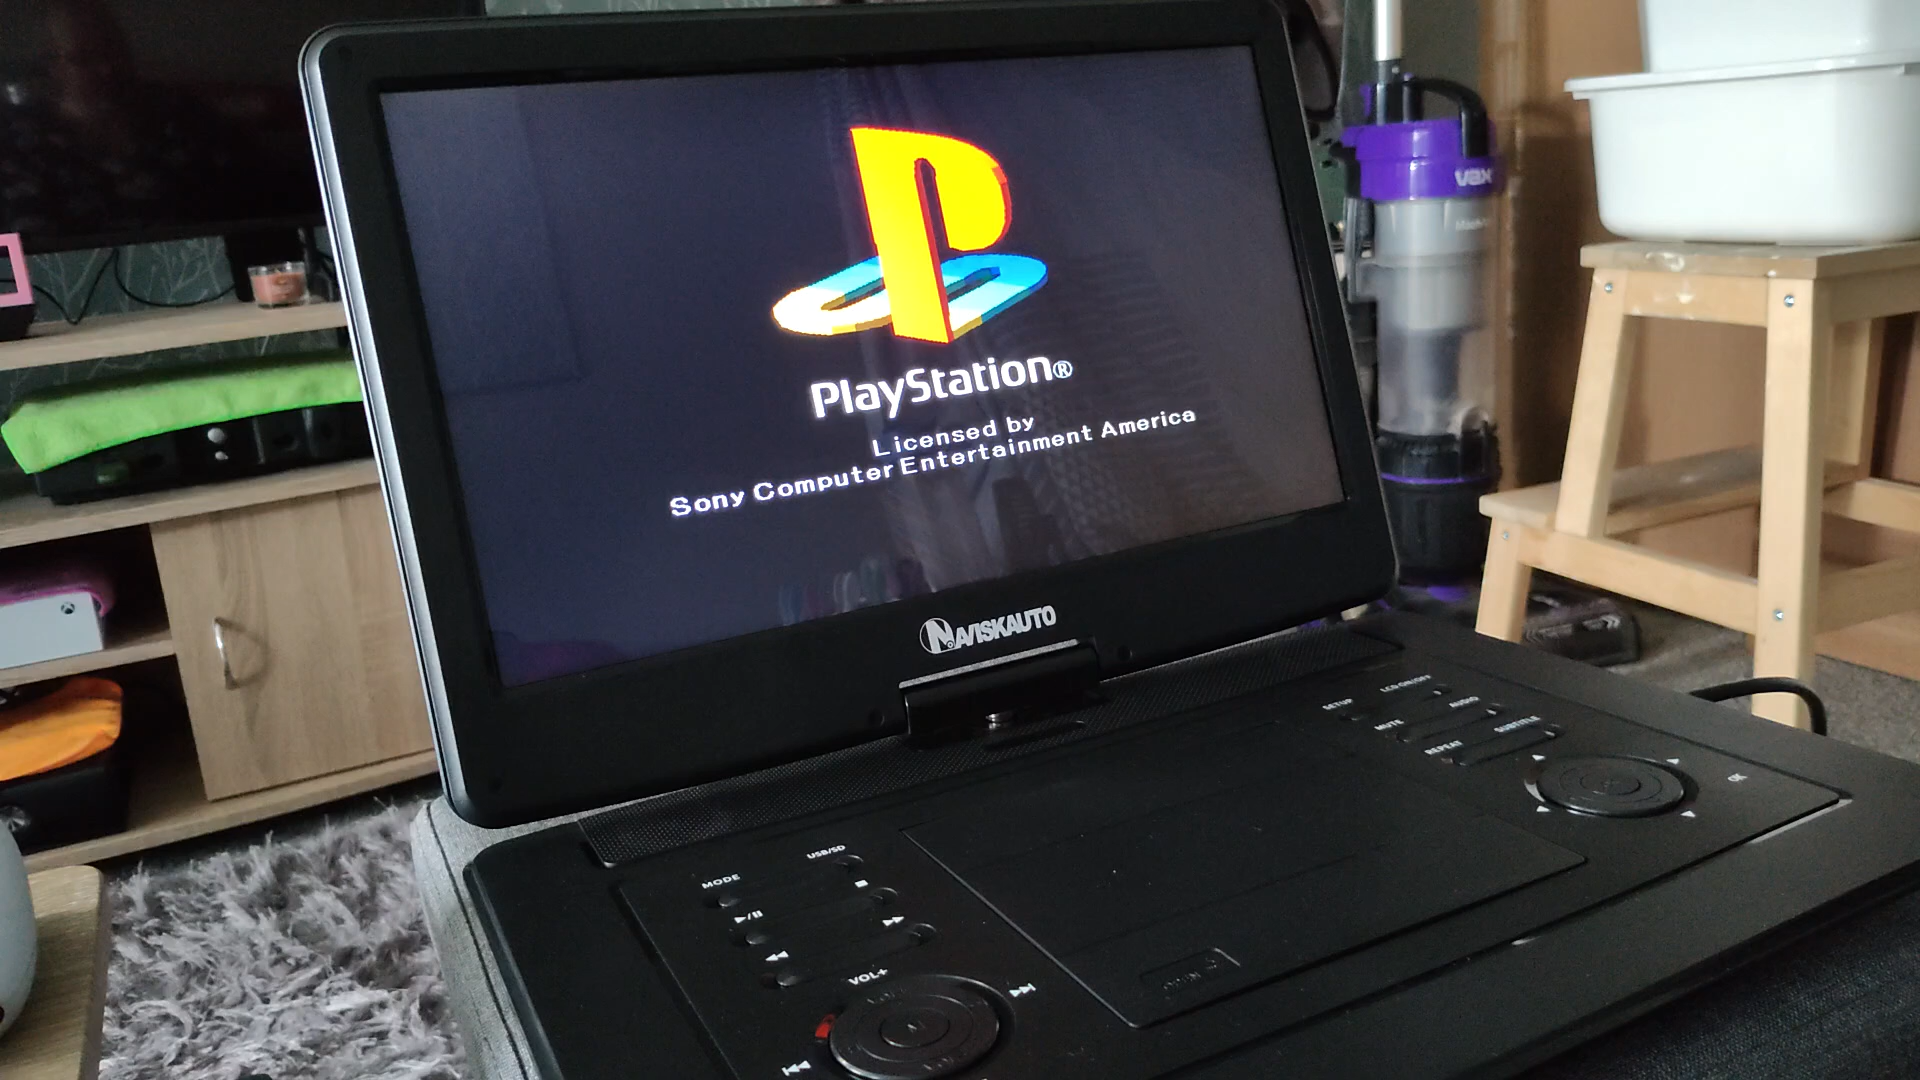 PlayStation®
Licensed by
Sony Computer Entertainment America
NAVISKAUTO
vax
SETUP
LCD ON/OFF
MUTE
AUDIO
REPEAT
SUBTITLE
OK
MODE
USB/SD
VOL+
OPEN